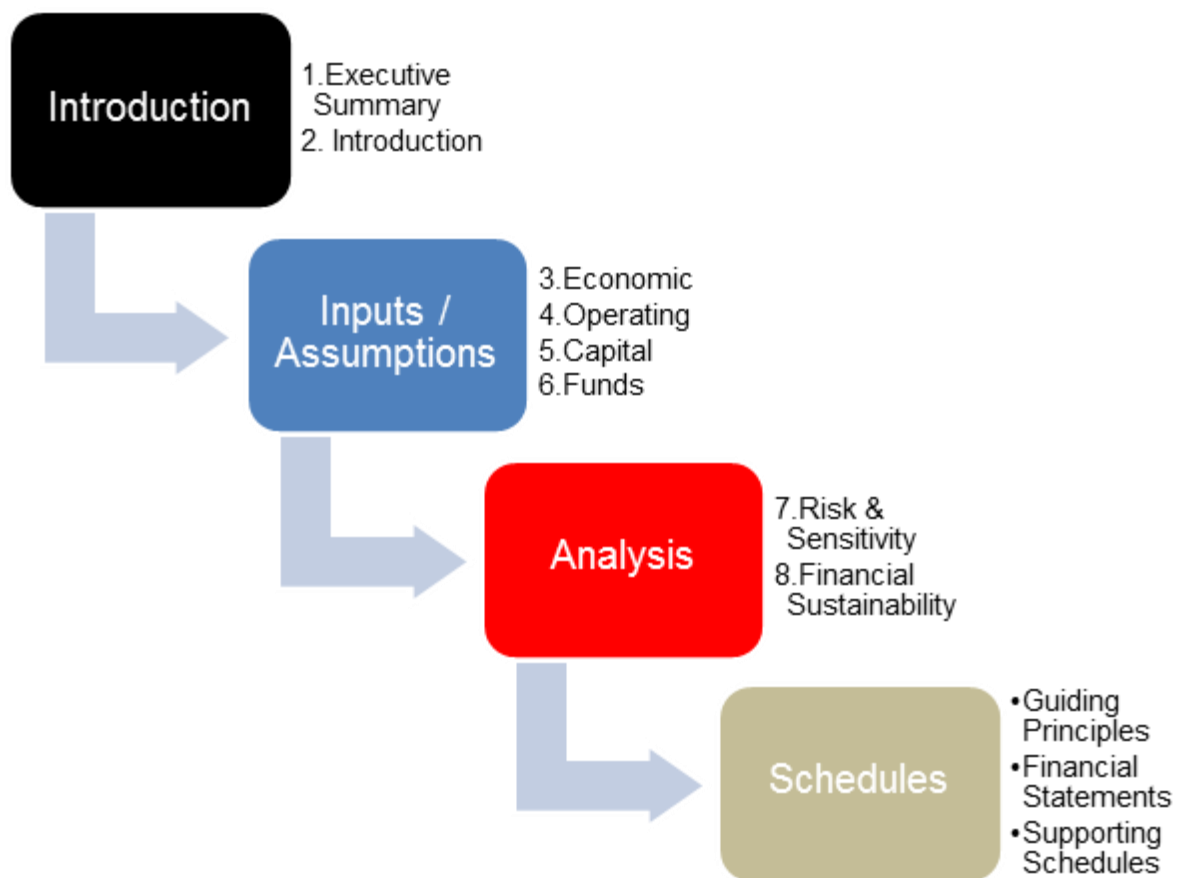 Introduction
1.Executive
Summary
2. Introduction
Inputs /
Assumptions
3.Economic
4.Operating
5.Capital
6.Funds
Analysis
7.Risk &
Sensitivity
8.Financial
Sustainability
Schedules
•Guiding
Principles
•Financial
Statements
•Supporting
Schedules